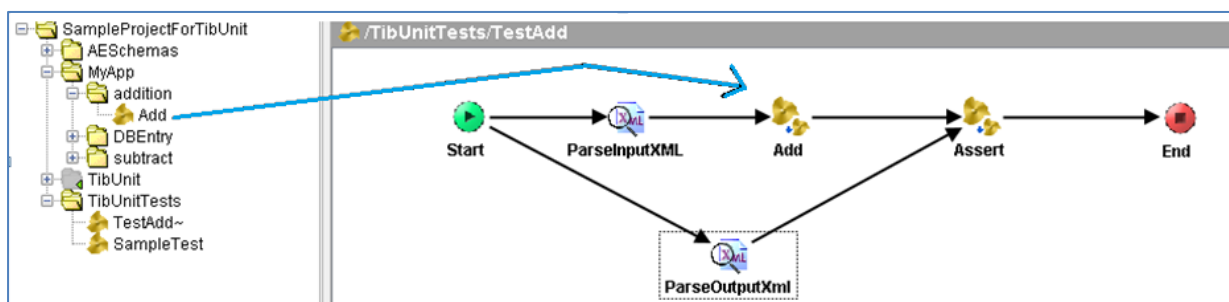 SampleProjectForTibUnit
AESchemas
MyApp
addition
Add
DBEntry
subtract
TibUnit
TibUnitTests
TestAdd~
SampleTest
/TibUnitTests/TestAdd
Start
ParseInputXML
Add
Assert
End
ParseOutputXml